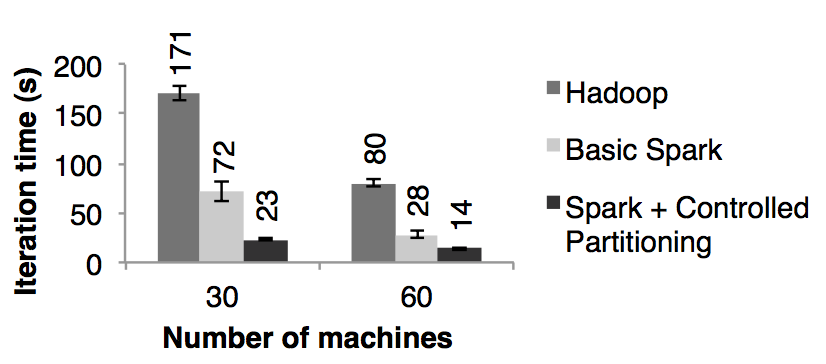 Iteration time (s)
200
150
100
50
0
171
72
23
80
28
14
30
60
Number of machines
Hadoop
Basic Spark
Spark + Controlled
Partitioning